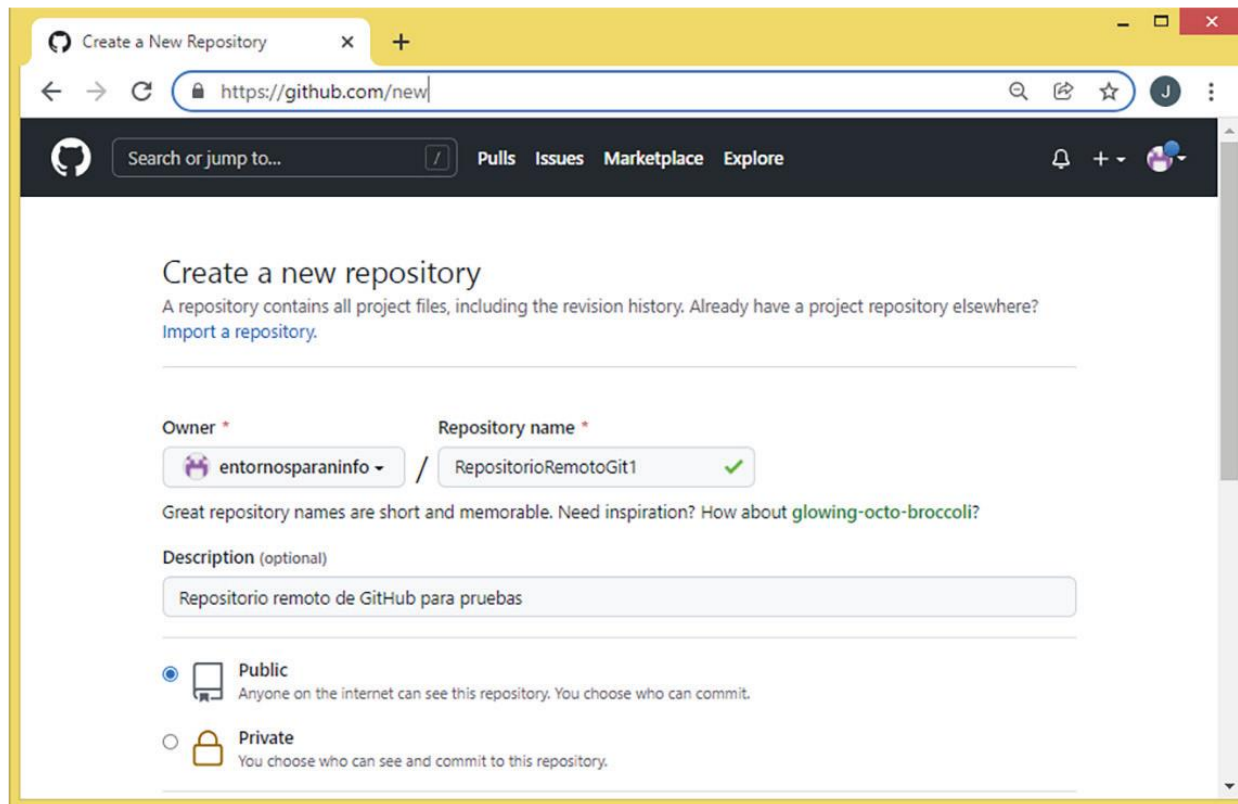 Create a New Repository
https://github.com/new
J
Search or jump to... / Pulls Issues Marketplace Explore
Create a new repository
A repository contains all project files, including the revision history. Already have a project repository elsewhere?
Import a repository.
Owner * Repository name *
entornosparaninfo / RepositorioRemotoGit1
Great repository names are short and memorable. Need inspiration? How about glowing-octo-broccoli?
Description (optional)
Repositorio remoto de GitHub para pruebas
Public
Anyone on the internet can see this repository. You choose who can commit.
Private
You choose who can see and commit to this repository.